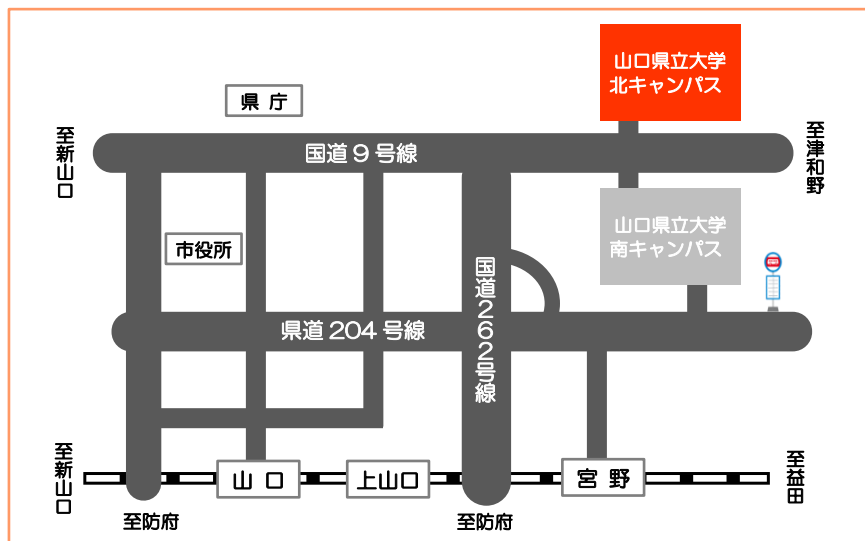 山口県立大学
北キャンパス
県庁
至新山口
国道9号線
至津和野
山口県立大学
南キャンパス
市役所
国道262号線
県道204号線
至新山口
山口
上山口
宮野
至益田
至防府
至防府